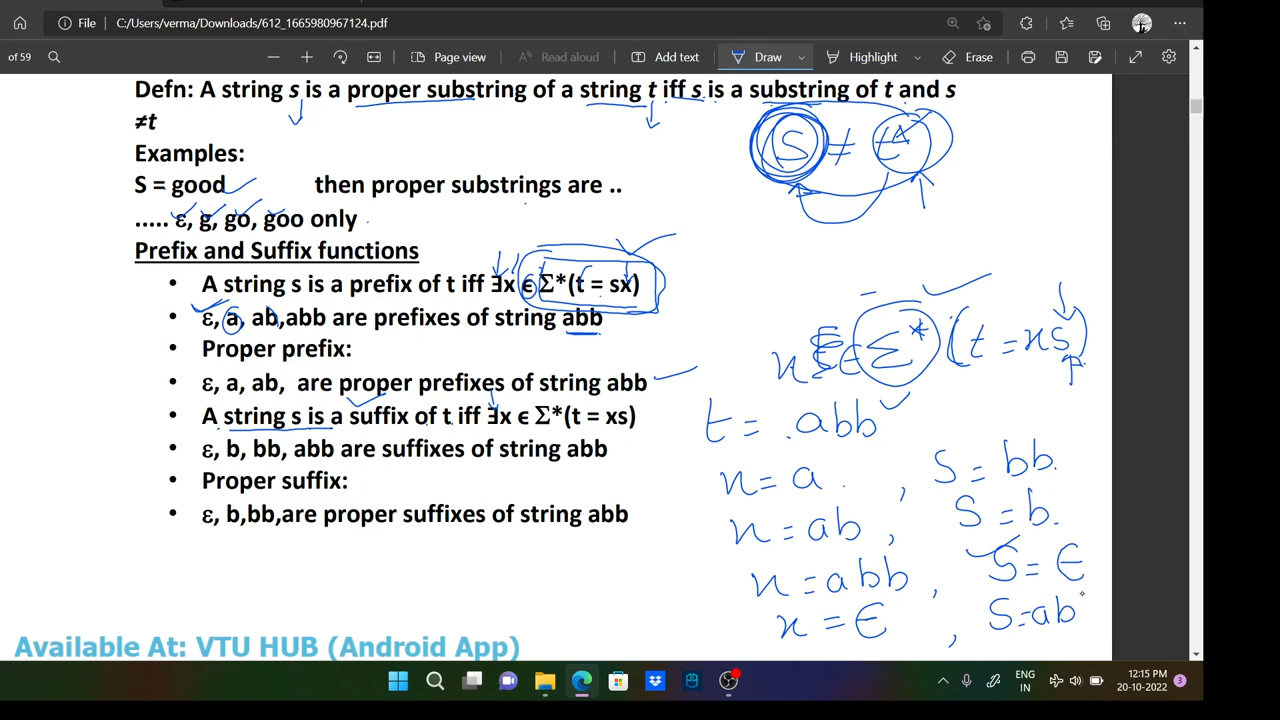 File C:/Users/verma/Downloads/612_1665980967124.pdf
of 59 Page view Read aloud Add text Draw Highlight Erase
Defn: A string s is a proper substring of a string t iff s is a substring of t and s
≠t
S ≠ t
Examples:
S = good then proper substrings are ..
..... ε, g, go, goo only
Prefix and Suffix functions
• A string s is a prefix of t iff ∃x ϵ Σ*(t = sx)
• ε, a, ab,abb are prefixes of string abb
• Proper prefix:
• ε, a, ab, are proper prefixes of string abb
• A string s is a suffix of t iff ∃x ϵ Σ*(t = xs)
• ε, b, bb, abb are suffixes of string abb
• Proper suffix:
• ε, b,bb,are proper suffixes of string abb
Σ* (t = xs)
t = abb
x = a , S = bb.
x = ab , S = b.
x = abb , S = ϵ
x = ϵ , S = ab
Available At: VTU HUB (Android App)
ENG
IN
12:15 PM
20-10-2022
3